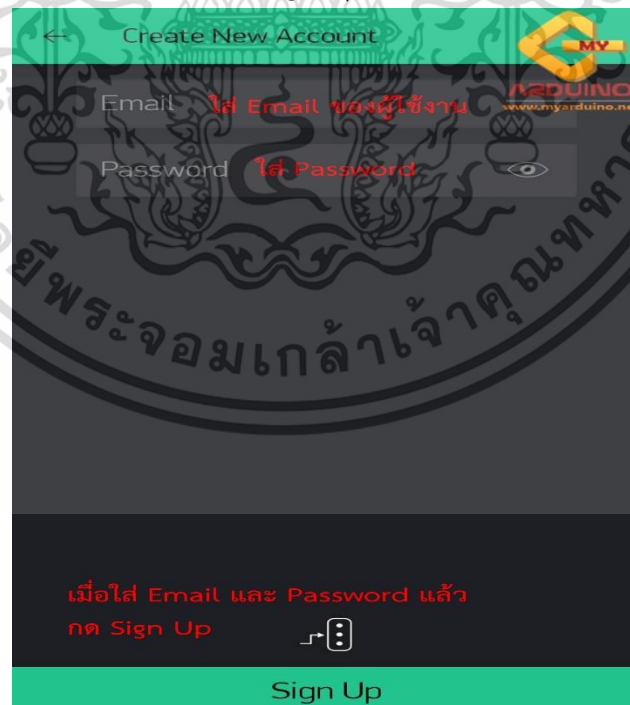 Create New Account
MY
ARDUINO
www.myarduino.ne
Email ใส่ Email ของผู้ใช้งาน
Password ใส่ Password
ยีพระจอมเกล้าเจ้าคุณทหาร
เมื่อใส่ Email และ Password แล้ว
กด Sign Up
Sign Up